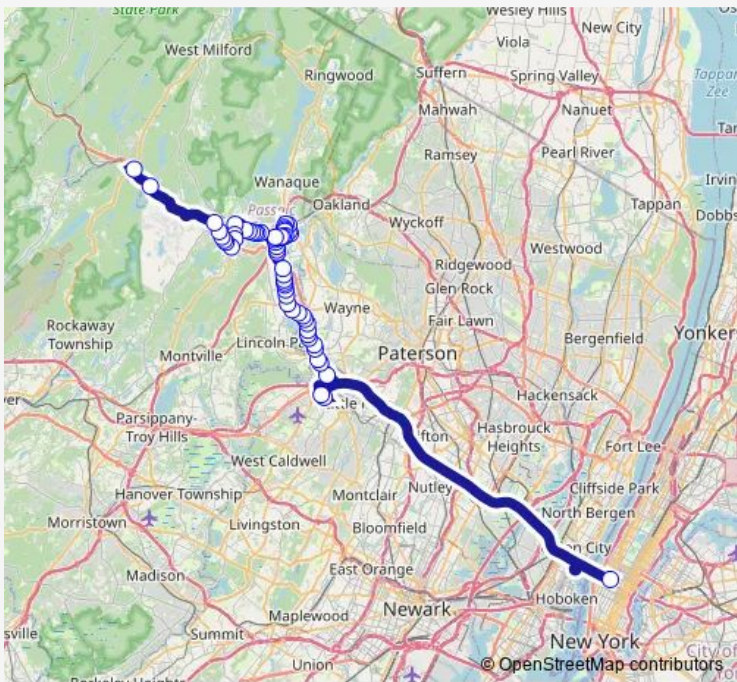 State Park
Wesley Hills
New City
West Milford
Viola
Ringwood
Suffern
Spring Valley
Tappan
Zee
Mahwah
Nanuet
Ramsey
Pearl River
Wanaque
Oakland
Tappan
Passaic
Wyckoff
Westwood
Ridgewood
Glen Rock
Wayne
Fair Lawn
Rockaway
Township
Lincoln P
Bergenfield
Yonker
Montville
Paterson
Hackensack
Parsippany-
Troy Hills
Hasbrouck
Heights
Fort Lee
West Caldwell
Cliffside Park
Hanover Township
Nutley
Montclair
North Bergen
Morristown
Livingston
Bloomfield
on City
East Orange
Madison
Hoboken
Newark
Maplewood
Summit
New York
Union
© OpenStreetMap contributors